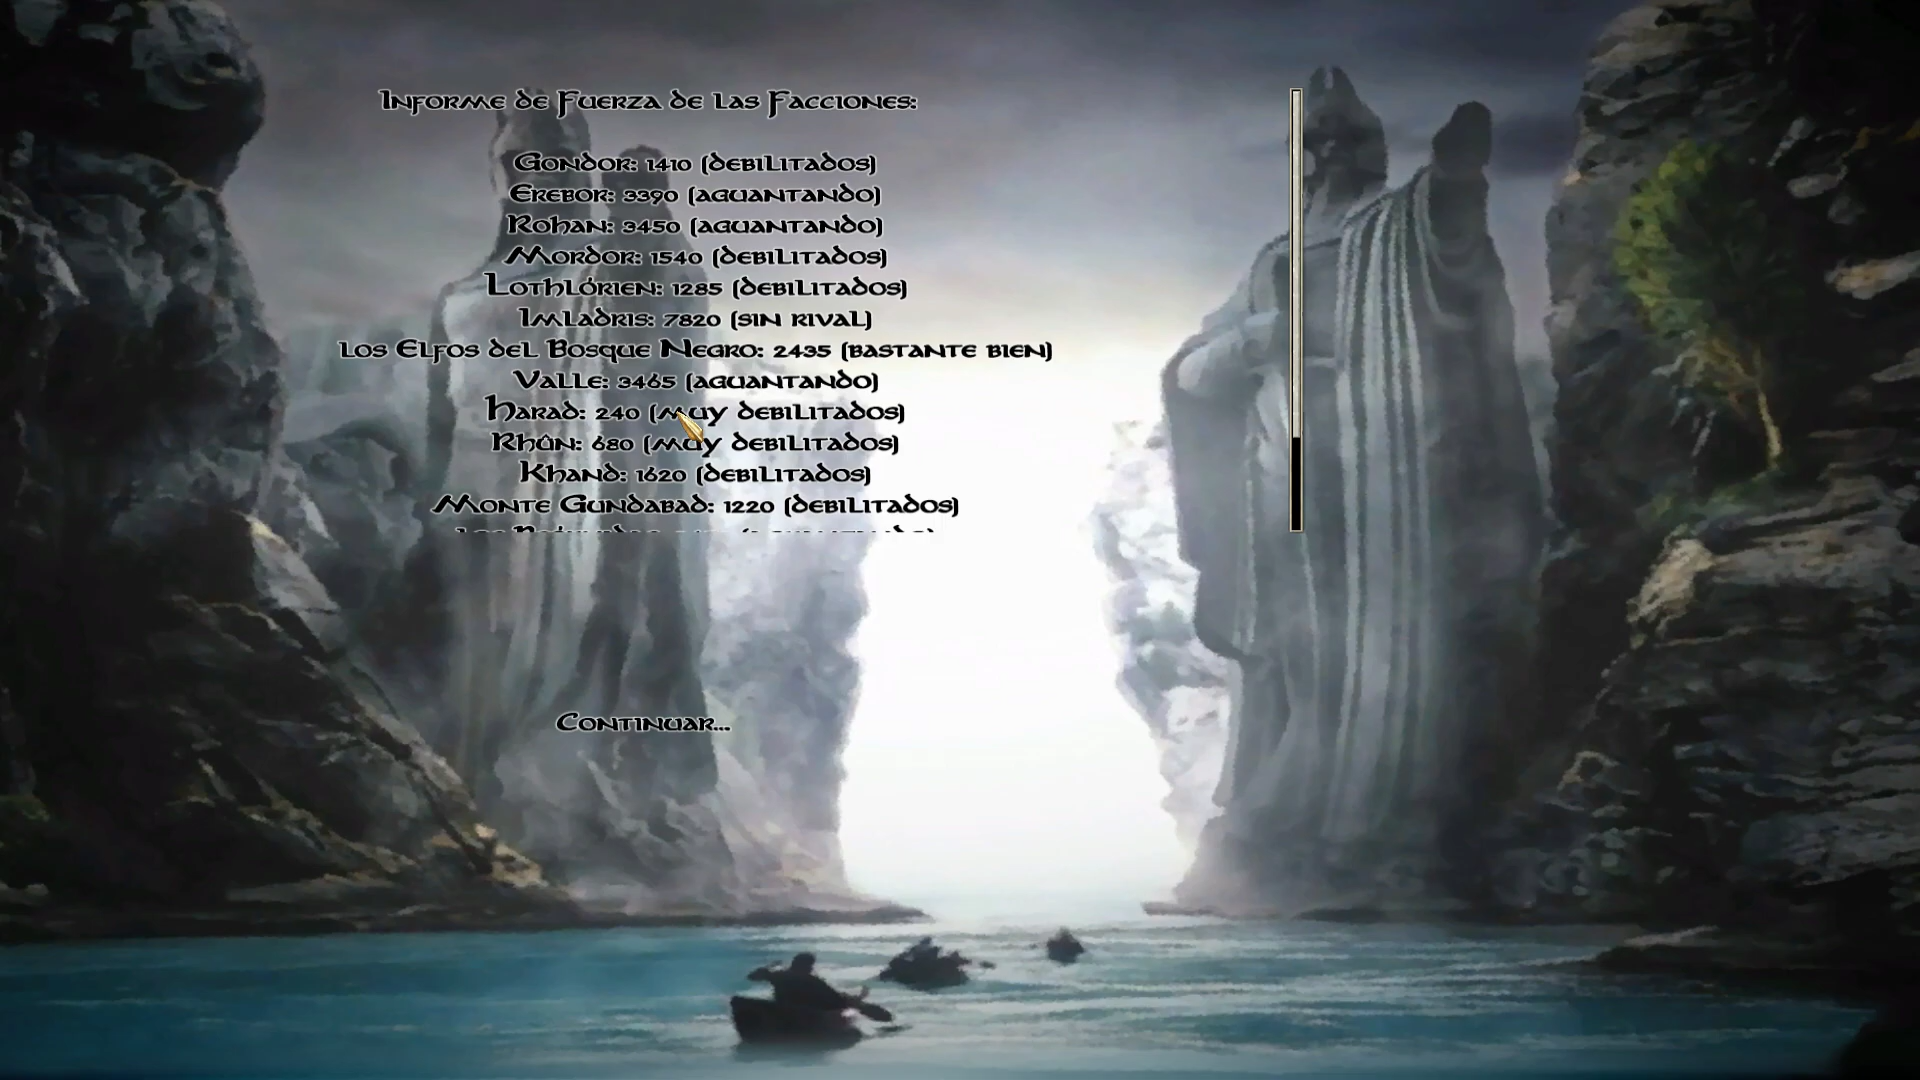 Informe de Fuerza de las Facciones:
Gondor: 1410 (debilitados)
Erebor: 3390 (aguantando)
Rohan: 3450 (aguantando)
Mordor: 1540 (debilitados)
Lothlórien: 1285 (debilitados)
Imladris: 7820 (sin rival)
los Elfos del Bosque Negro: 2435 (bastante bien)
Valle: 3465 (aguantando)
Harad: 240 (muy debilitados)
Rhûn: 680 (muy debilitados)
Khand: 1620 (debilitados)
Monte Gundabad: 1220 (debilitados)
Continuar...